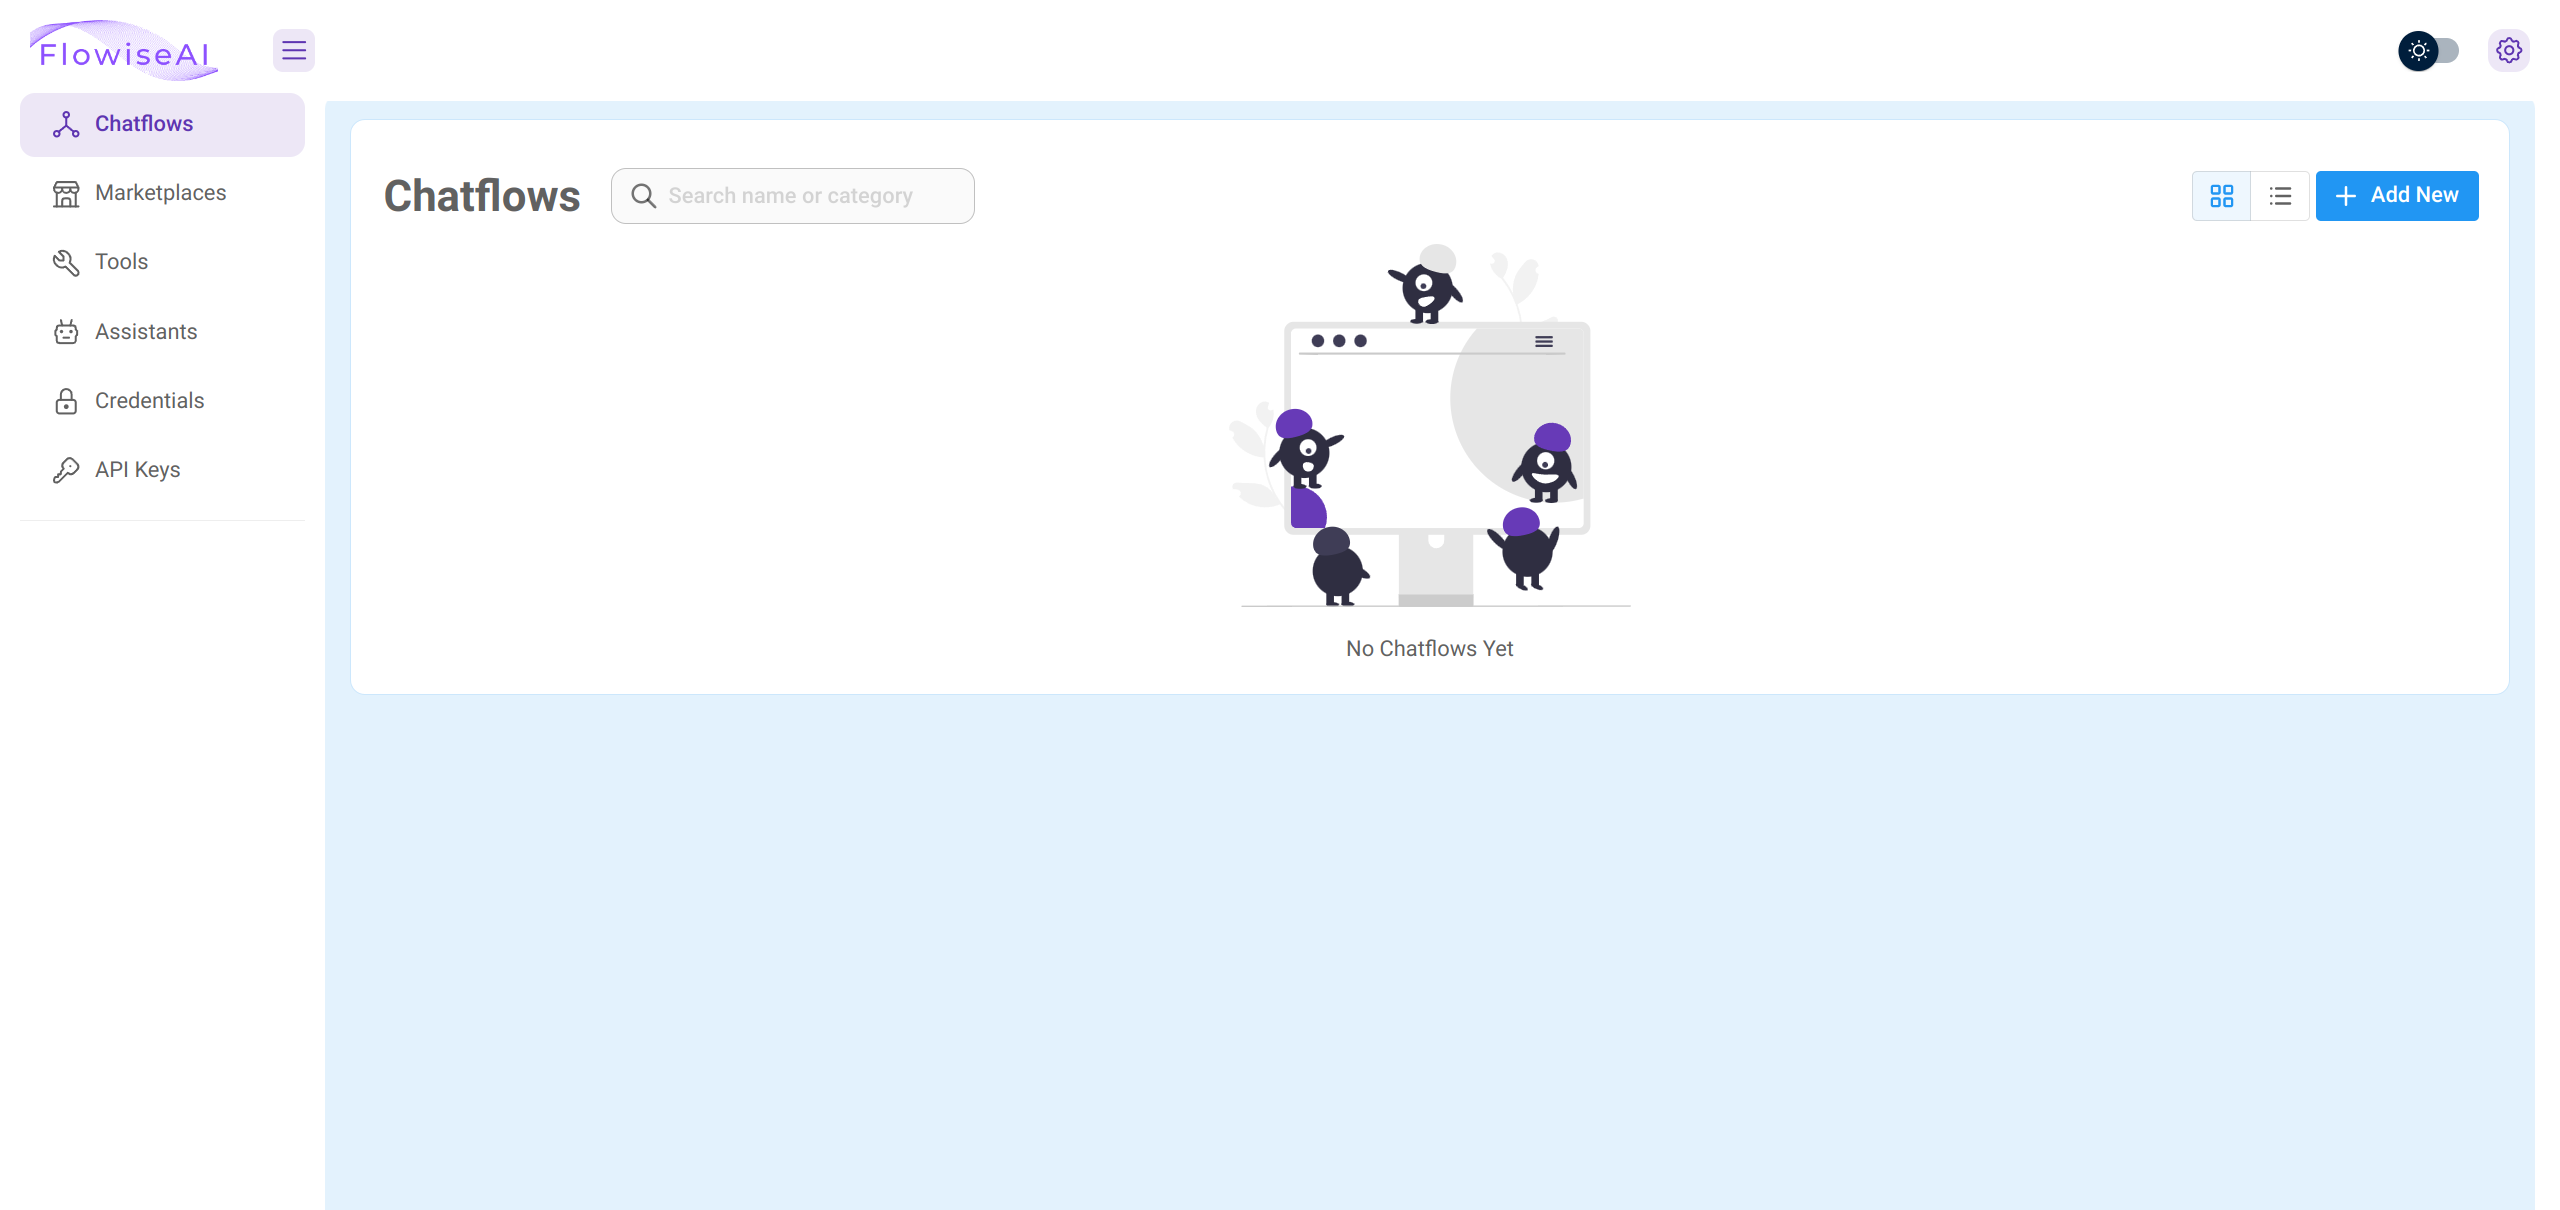 FlowiseAI
Chatflows
Marketplaces
Tools
Assistants
Credentials
API Keys
Chatflows
Search name or category
Add New
No Chatflows Yet